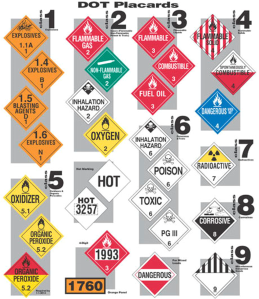 DOT Placards
1
EXPLOSIVES
1.1A
1
1.4
EXPLOSIVES
B
1
1.5
BLASTING
AGENTS
D
1
1.6
EXPLOSIVES
N
1
2
FLAMMABLE
GAS
2
NON-FLAMMABLE
GAS
2
INHALATION
HAZARD
2
OXYGEN
2
3
FLAMMABLE
3
COMBUSTIBLE
3
FUEL OIL
3
4
FLAMMABLE
SOLID
4
SPONTANEOUSLY
COMBUSTIBLE
4
DANGEROUS
4
5
OXIDIZER
5.1
ORGANIC
PEROXIDE
5.2
ORGANIC
PEROXIDE
5.2
HOT
HOT
3257
1993
3
1760
6
INHALATION
HAZARD
6
POISON
6
TOXIC
6
PG III
6
DANGEROUS
7
RADIOACTIVE
7
8
CORROSIVE
8
9
9